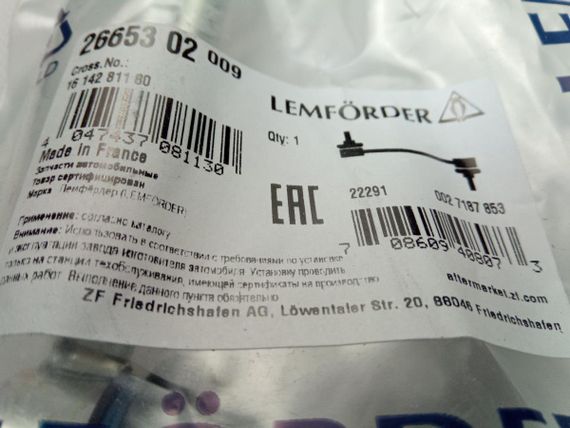 26653 02 009
Cross.No.:
16 142 811 80
4 047437 081130
Made in France
Запчасти автомобильные
Товар сертифицирован
Марка (Лемфёрдер (LEMFÖRDER)
LEMFÖRDER
Qty: 1
EAC
22291 002 7187 853
7 08609 40807 3
Применение: согласно каталогу
Внимание: Использовать в соответствии с требованиями по установке
и эксплуатации завода изготовителя автомобиля. Установку проводить
только на станции техобслуживания, имеющей сертификаты на производство
данных работ. Выполнение данного пункта обязательно
aftermarket.zf.com
ZF Friedrichshafen AG, Löwentaler Str. 20, 88046 Friedrichshafen